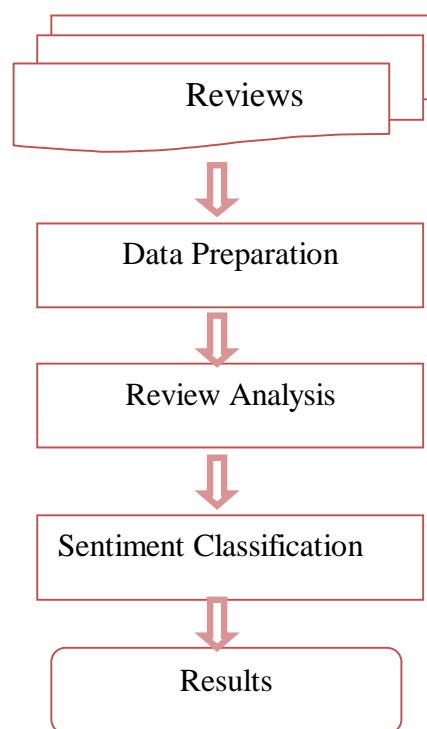 Reviews
Data Preparation
Review Analysis
Sentiment Classification
Results